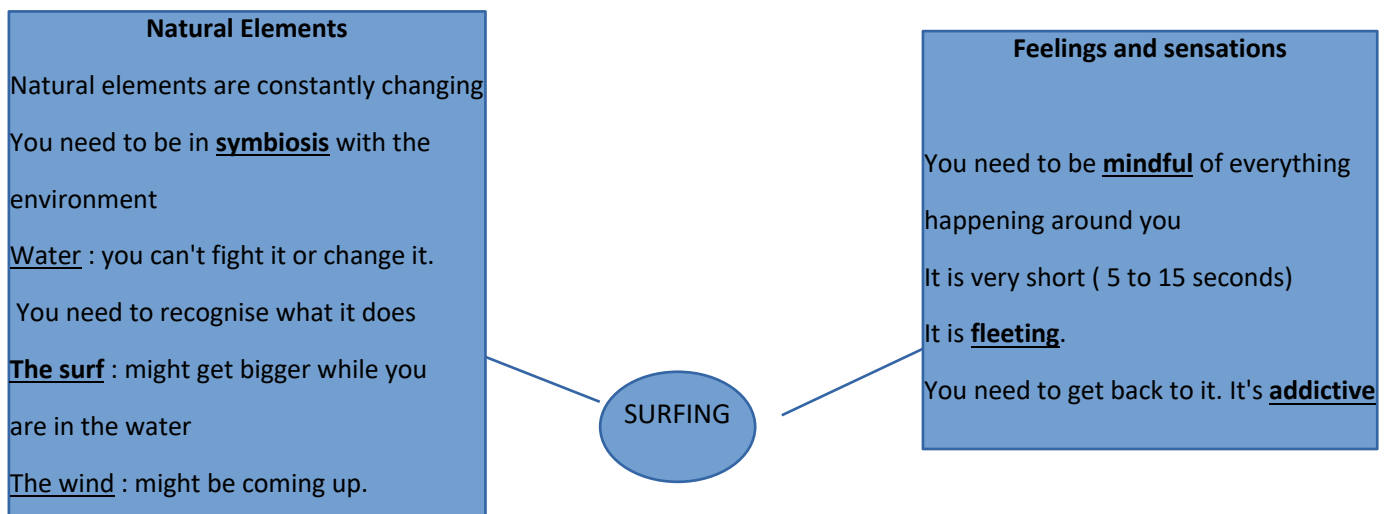 Natural Elements
Natural elements are constantly changing
You need to be in symbiosis with the
environment
Water : you can't fight it or change it.
You need to recognise what it does
The surf : might get bigger while you
are in the water
The wind : might be coming up.
SURFING
Feelings and sensations
You need to be mindful of everything
happening around you
It is very short ( 5 to 15 seconds)
It is fleeting.
You need to get back to it. It's addictive